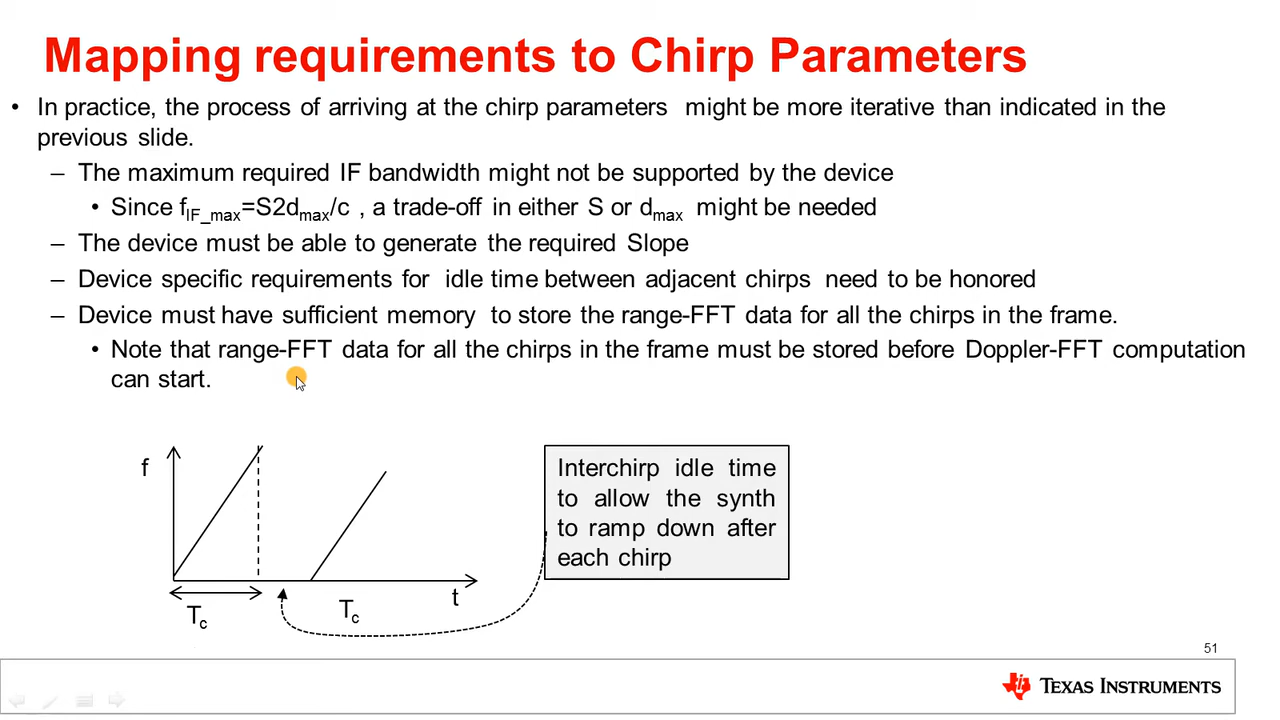 Mapping requirements to Chirp Parameters
• In practice, the process of arriving at the chirp parameters might be more iterative than indicated in the
previous slide.
– The maximum required IF bandwidth might not be supported by the device
• Since fIF_max=S2dmax/c , a trade-off in either S or dmax might be needed
– The device must be able to generate the required Slope
– Device specific requirements for idle time between adjacent chirps need to be honored
– Device must have sufficient memory to store the range-FFT data for all the chirps in the frame.
• Note that range-FFT data for all the chirps in the frame must be stored before Doppler-FFT computation
can start.
f
Interchirp idle time
to allow the synth
to ramp down after
each chirp
t
Tc
Tc
51
TEXAS INSTRUMENTS